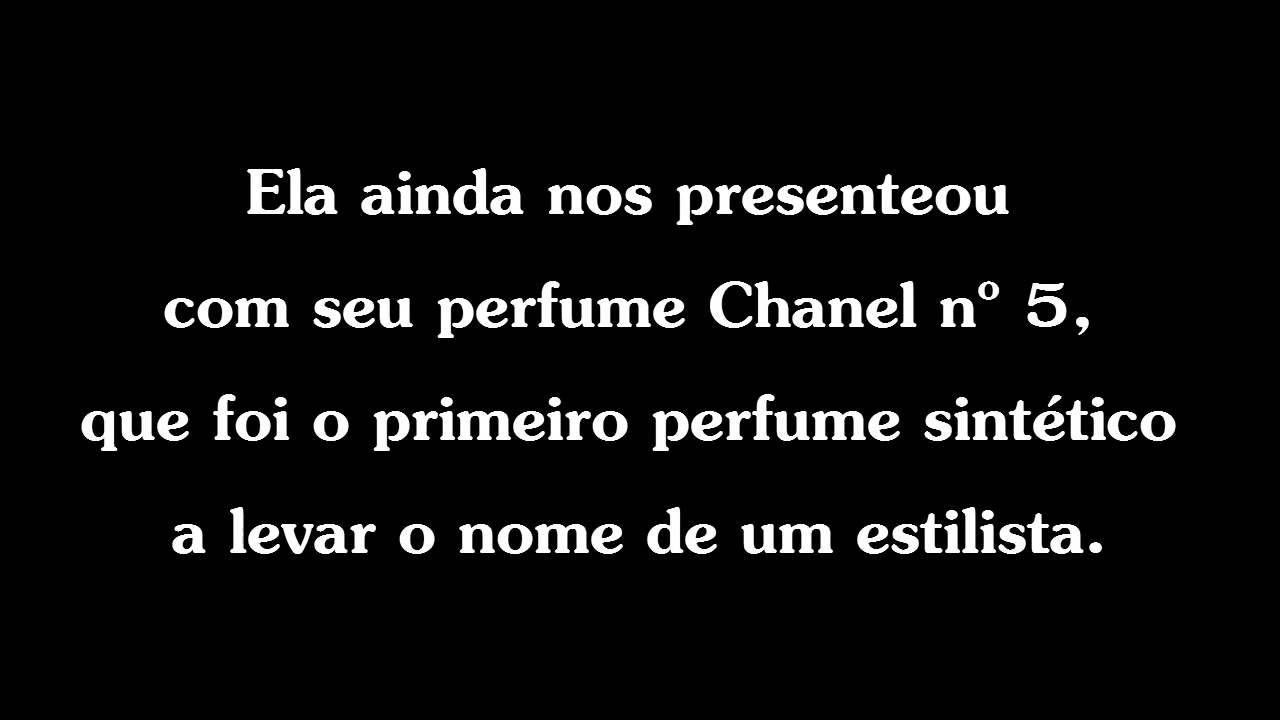 Ela ainda nos presenteou
com seu perfume Chanel nº 5,
que foi o primeiro perfume sintético
a levar o nome de um estilista.